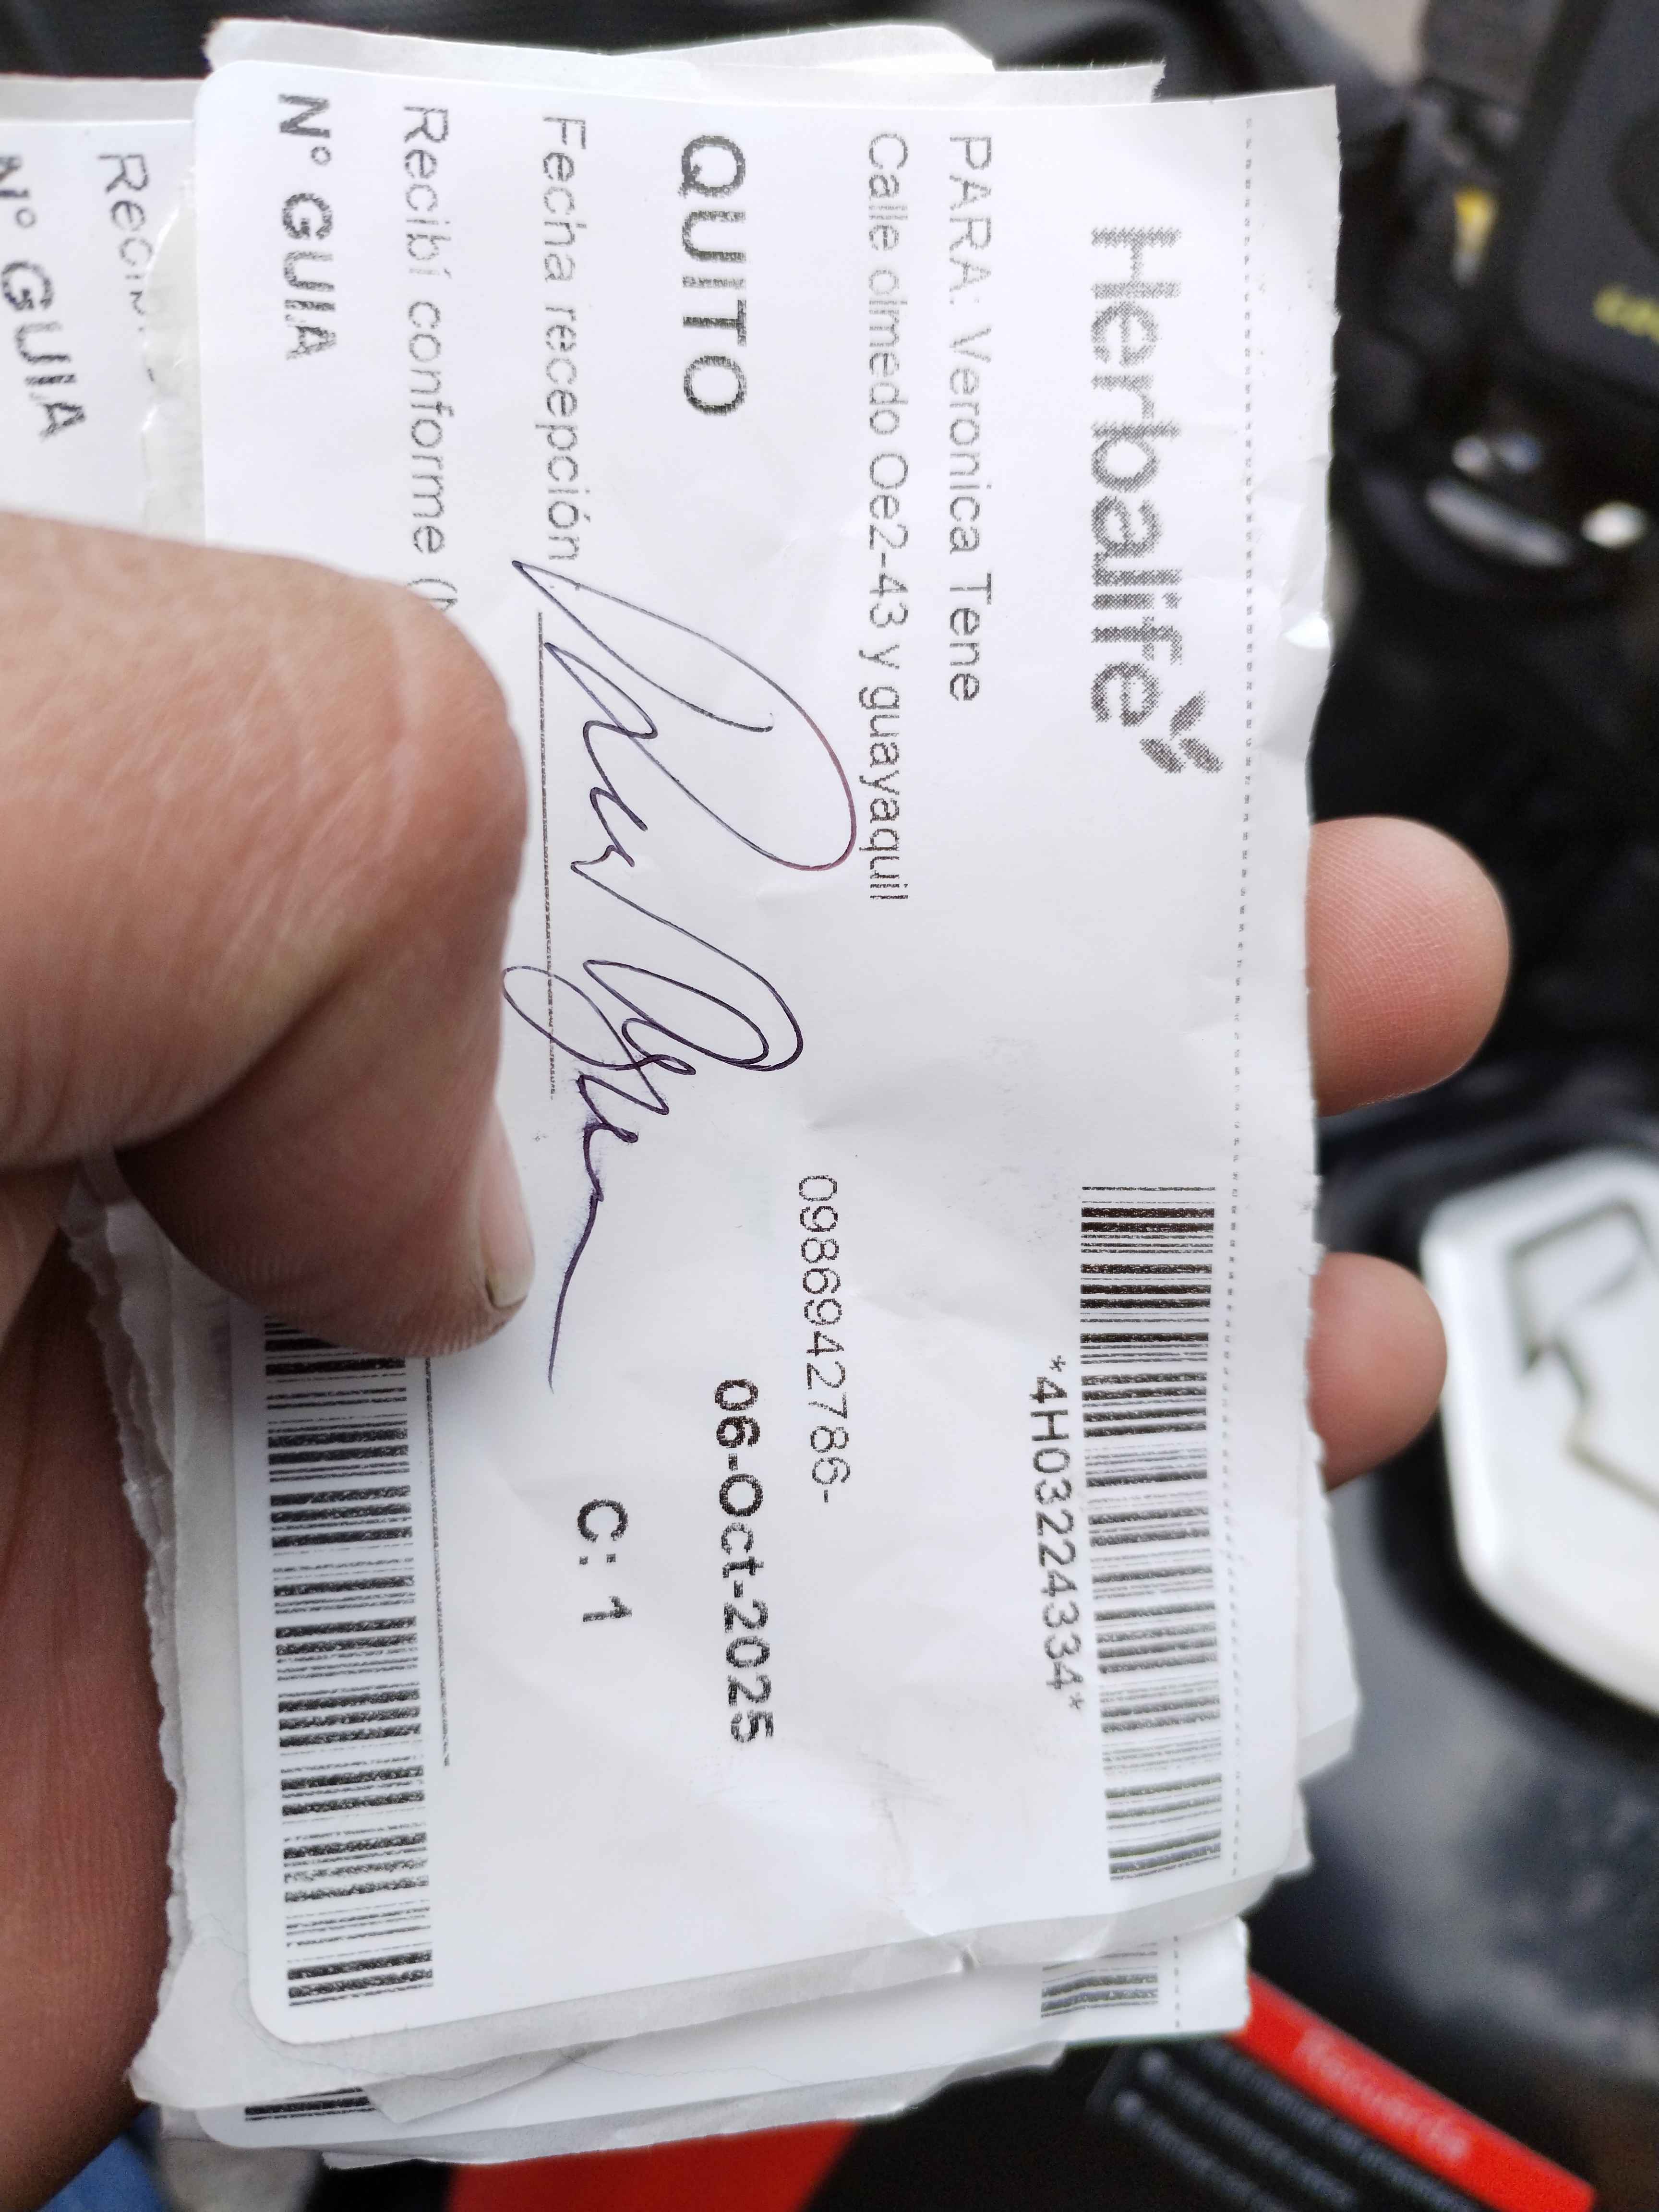 Herbalife
*4H03224334*
PARA: Veronica Tene
Calle olmedo Oe2-43 y guayaquil
0986942786-
QUITO
06-Oct-2025
Fecha recepción
C: 1
Recibí conforme (
N° GUIA
N° GUIA
Recuerda